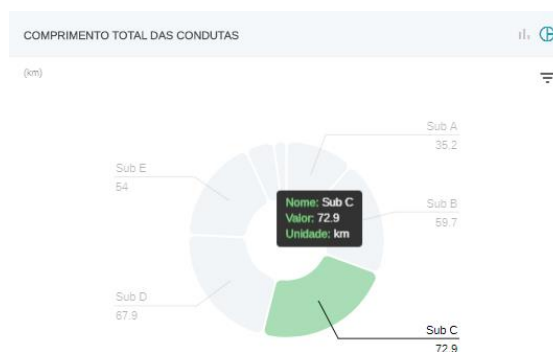 COMPRIMENTO TOTAL DAS CONDUTAS
(km)
Sub A
35.2
Sub E
54
Nome: Sub C
Valor: 72.9
Unidade: km
Sub B
59.7
Sub D
67.9
Sub C
72.9